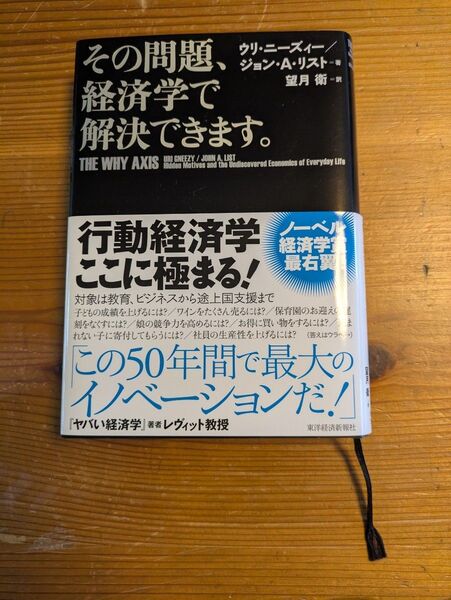 その問題、
経済学で
解決できます。
ウリ・ニーズィー/
ジョン・A・リスト=著
望月 衛=訳
THE WHY AXIS
URI GNEEZY / JOHN A. LIST
Hidden Motives and the Undiscovered Economics of Everyday Life
行動経済学
ここに極まる!
ノーベル
経済学賞
最右翼
対象は教育、ビジネスから途上国支援まで
子どもの成績を上げるには?/ワインをたくさん売るには?/保育園のお迎えの遅
刻をなくすには?/娘の競争力を高めるには?/お得に買い物をするには?/
れない子に寄付してもらうには?/社員の生産性を上げるには?(答えはウラへ→)
「この50年間で最大の
イノベーションだ!」
『ヤバい経済学』著者 レヴィット教授
東洋経済新報社